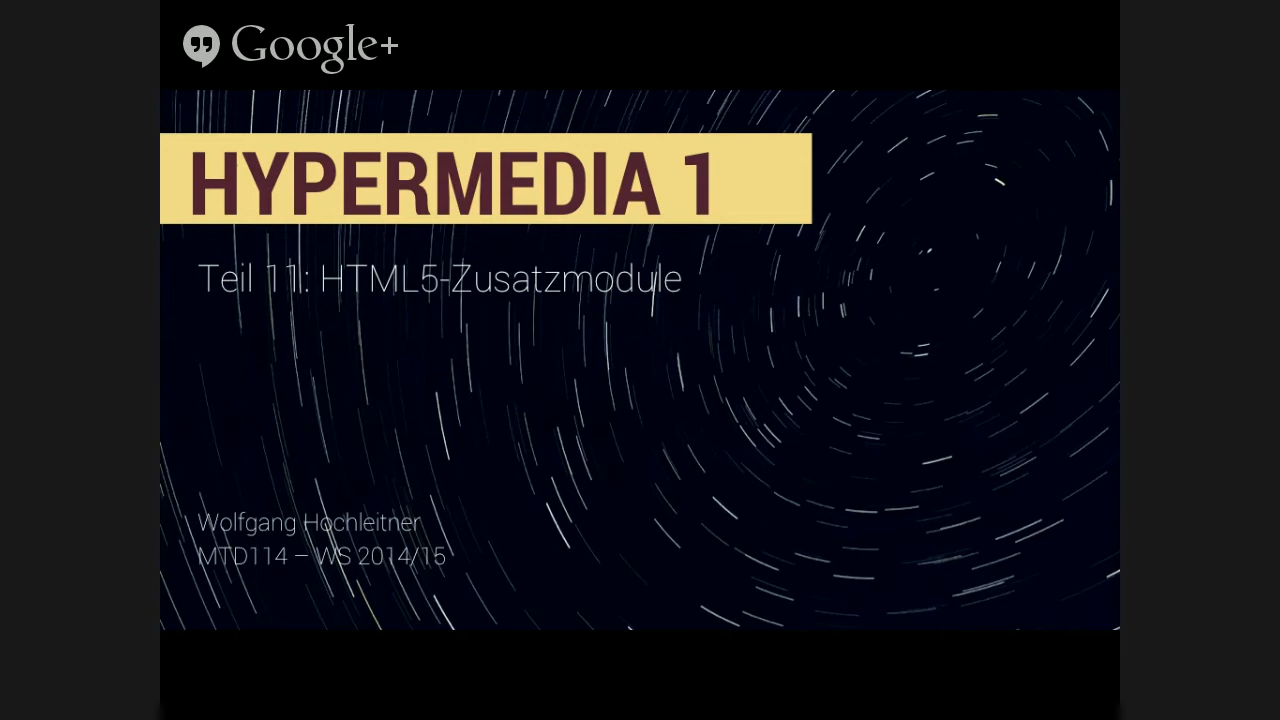 Google+
HYPERMEDIA 1
Teil 11: HTML5-Zusatzmodule
Wolfgang Hochleitner
MTD114 – WS 2014/15